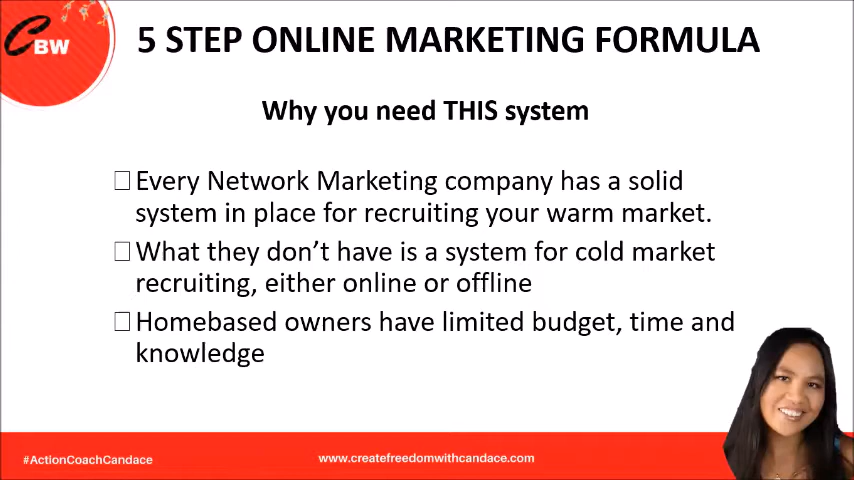 CBW
5 STEP ONLINE MARKETING FORMULA
Why you need THIS system
Every Network Marketing company has a solid
system in place for recruiting your warm market.
What they don't have is a system for cold market
recruiting, either online or offline
Homebased owners have limited budget, time and
knowledge
#ActionCoachCandace
www.createfreedomwithcandace.com